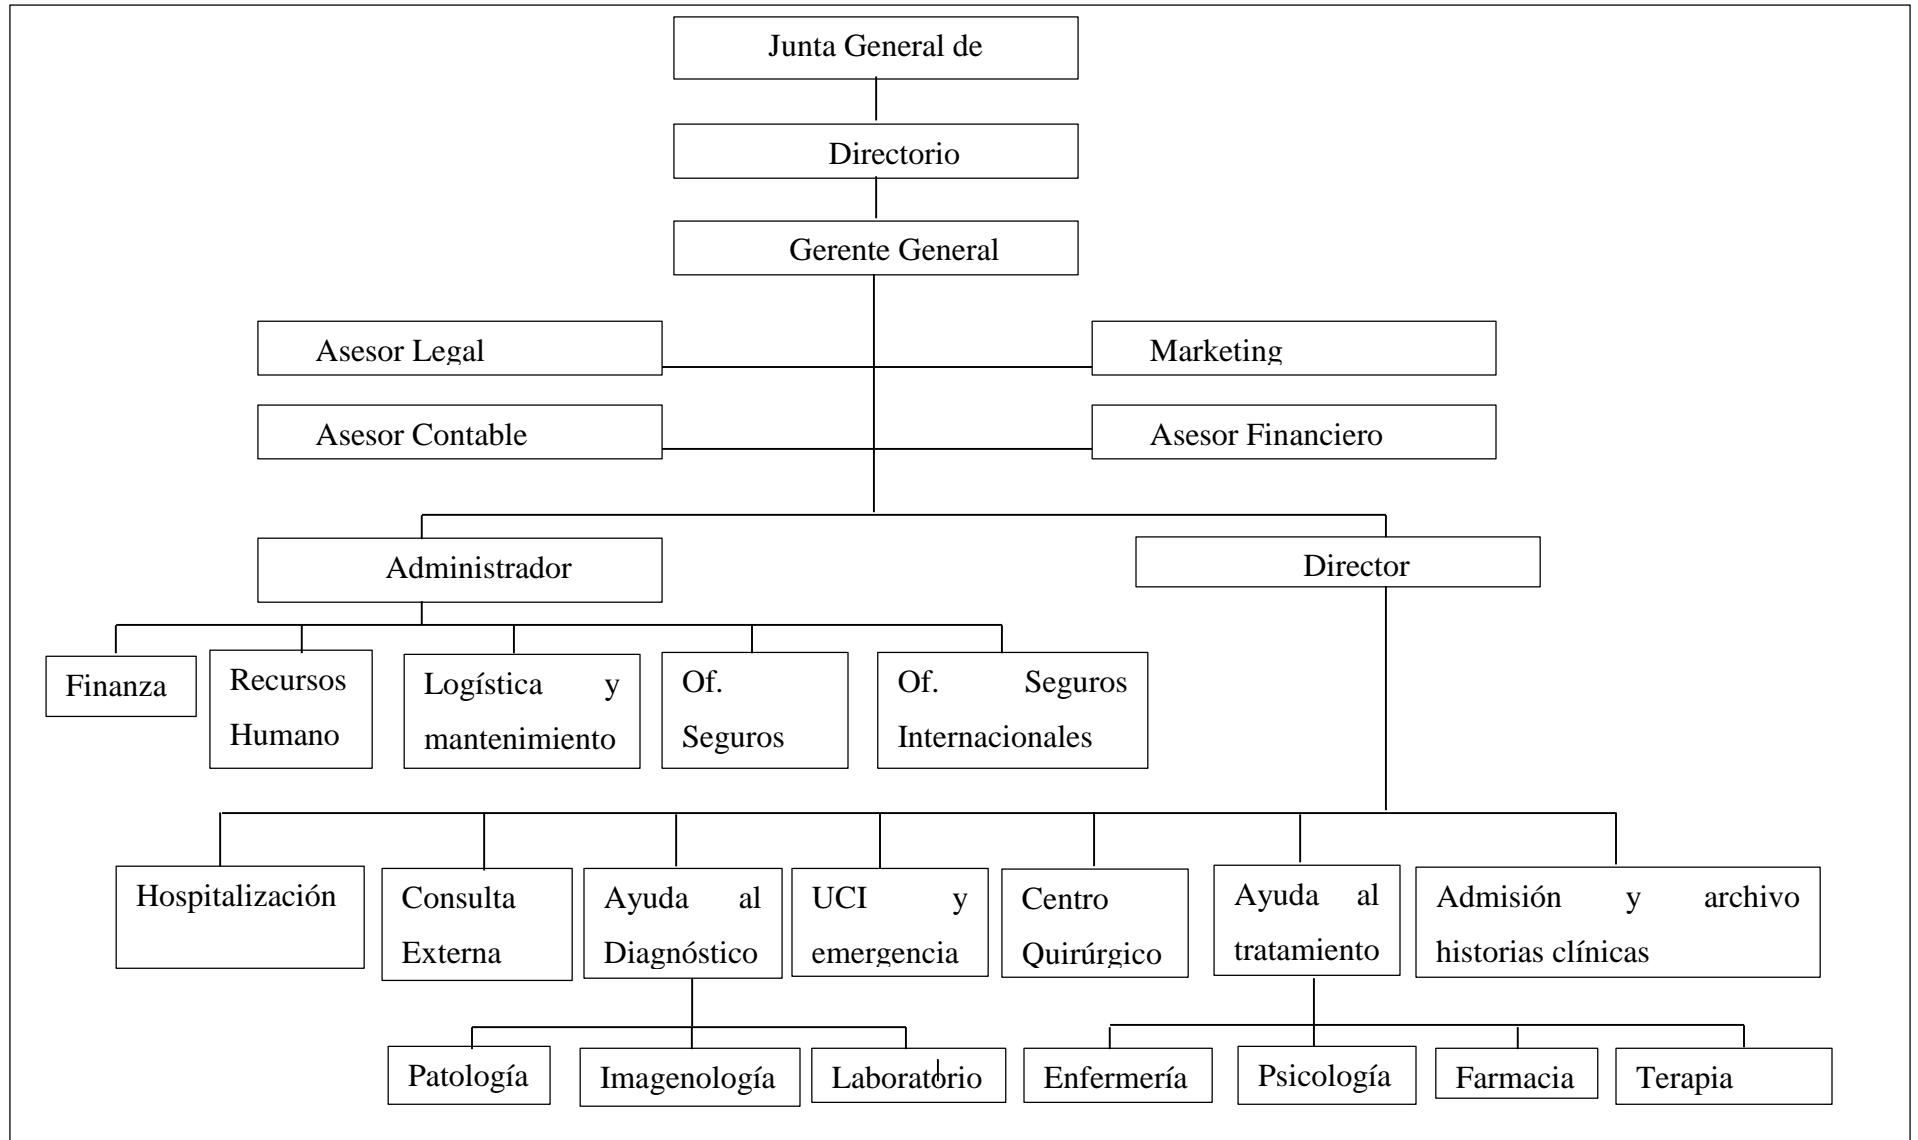 Junta General de
Directorio
Gerente General
Asesor Legal
Marketing
Asesor Contable
Asesor Financiero
Administrador
Director
Finanza
Recursos
Humano
Logística y
mantenimiento
Of.
Seguros
Of. Seguros
Internacionales
Hospitalización
Consulta
Externa
Ayuda al
Diagnóstico
UCI y
emergencia
Centro
Quirúrgico
Ayuda al
tratamiento
Admisión y archivo
historias clínicas
Patología
Imagenología
Laboratorio
Enfermería
Psicología
Farmacia
Terapia